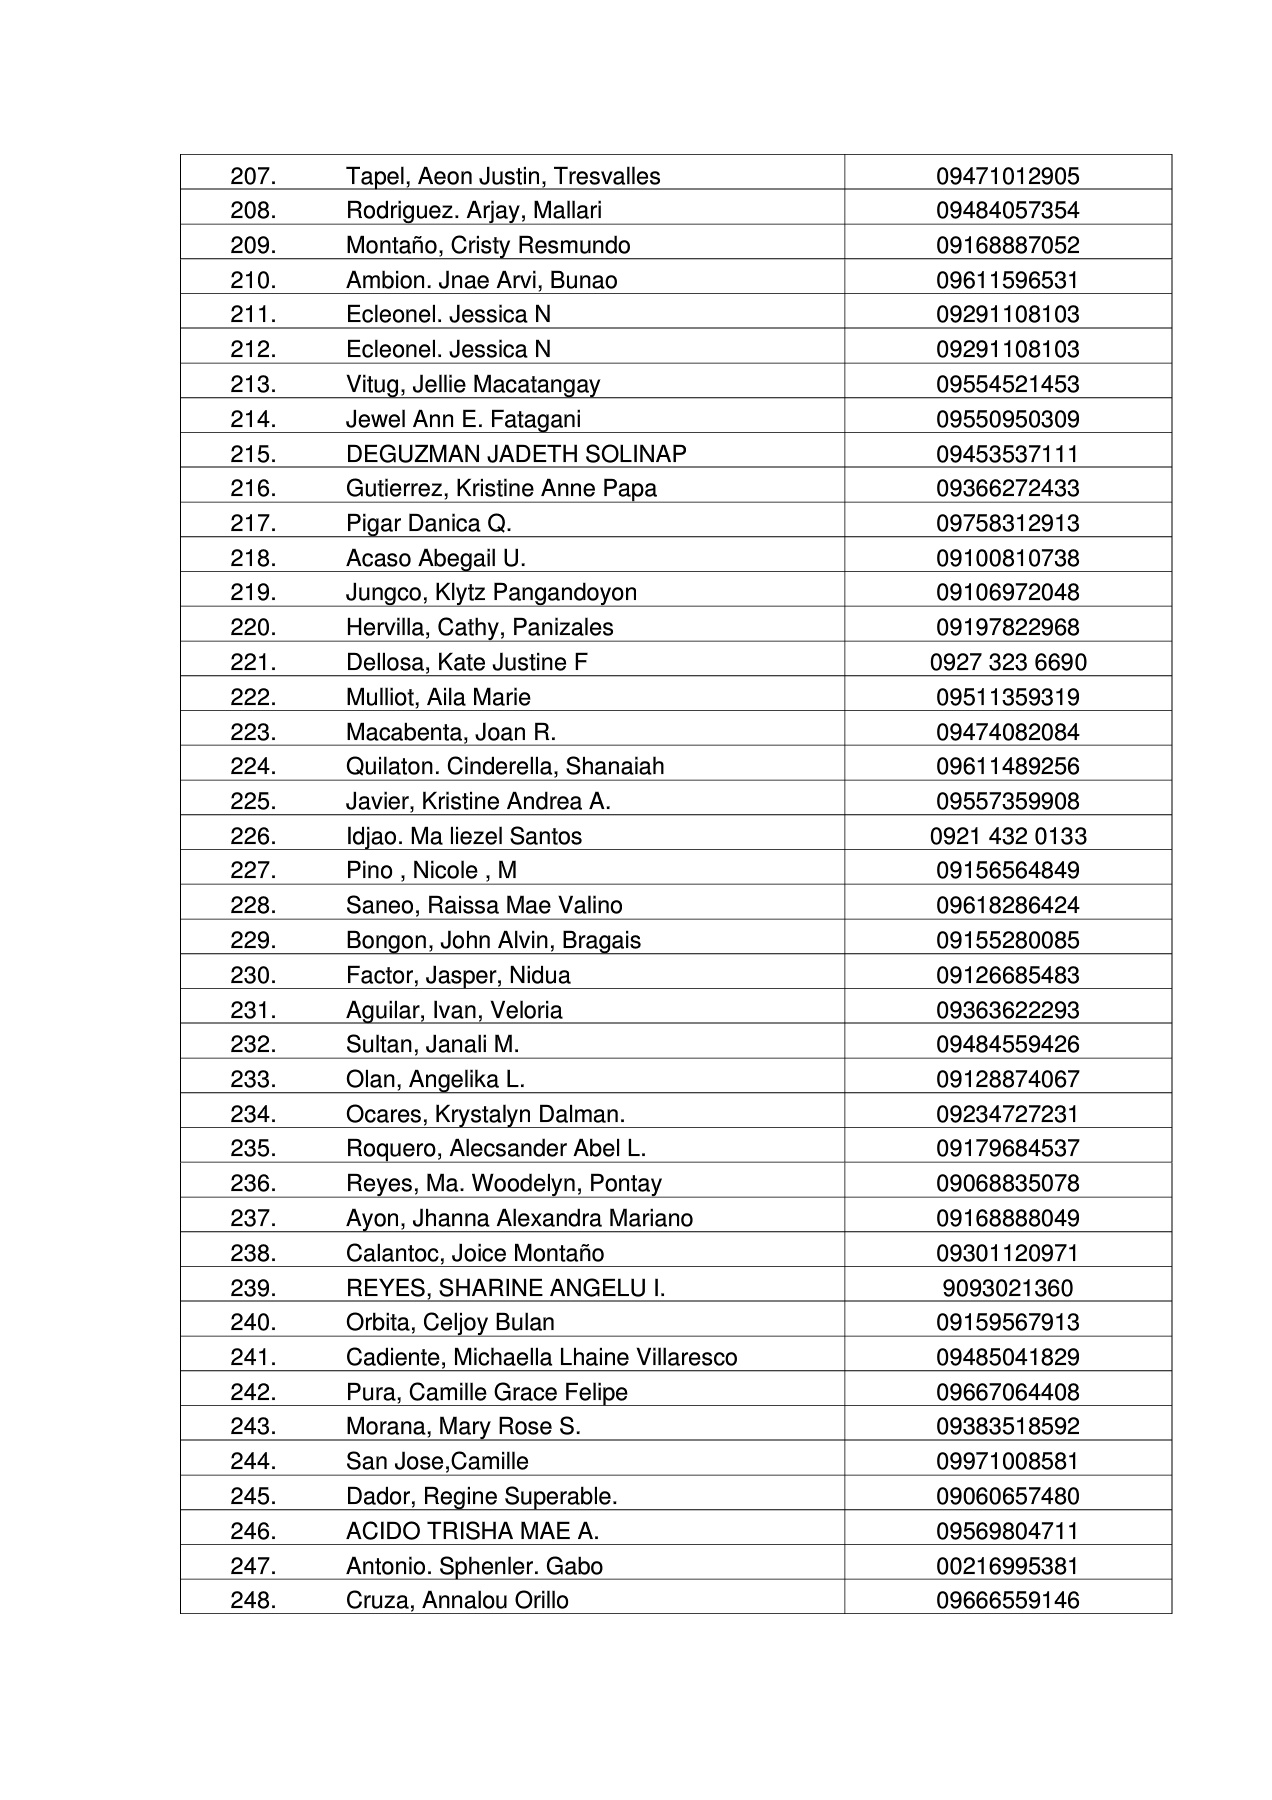 207. Tapel, Aeon Justin, Tresvalles 09471012905
208. Rodriguez. Arjay, Mallari 09484057354
209. Montaño, Cristy Resmundo 09168887052
210. Ambion. Jnae Arvi, Bunao 09611596531
211. Ecleonel. Jessica N 09291108103
212. Ecleonel. Jessica N 09291108103
213. Vitug, Jellie Macatangay 09554521453
214. Jewel Ann E. Fatagani 09550950309
215. DEGUZMAN JADETH SOLINAP 09453537111
216. Gutierrez, Kristine Anne Papa 09366272433
217. Pigar Danica Q. 09758312913
218. Acaso Abegail U. 09100810738
219. Jungco, Klytz Pangandoyon 09106972048
220. Hervilla, Cathy, Panizales 09197822968
221. Dellosa, Kate Justine F 0927 323 6690
222. Mulliot, Aila Marie 09511359319
223. Macabenta, Joan R. 09474082084
224. Quilaton. Cinderella, Shanaiah 09611489256
225. Javier, Kristine Andrea A. 09557359908
226. Idjao. Ma liezel Santos 0921 432 0133
227. Pino , Nicole , M 09156564849
228. Saneo, Raissa Mae Valino 09618286424
229. Bongon, John Alvin, Bragais 09155280085
230. Factor, Jasper, Nidua 09126685483
231. Aguilar, Ivan, Veloria 09363622293
232. Sultan, Janali M. 09484559426
233. Olan, Angelika L. 09128874067
234. Ocares, Krystalyn Dalman. 09234727231
235. Roquero, Alecsander Abel L. 09179684537
236. Reyes, Ma. Woodelyn, Pontay 09068835078
237. Ayon, Jhanna Alexandra Mariano 09168888049
238. Calantoc, Joice Montaño 09301120971
239. REYES, SHARINE ANGELU I. 9093021360
240. Orbita, Celjoy Bulan 09159567913
241. Cadiente, Michaella Lhaine Villaresco 09485041829
242. Pura, Camille Grace Felipe 09667064408
243. Morana, Mary Rose S. 09383518592
244. San Jose,Camille 09971008581
245. Dador, Regine Superable. 09060657480
246. ACIDO TRISHA MAE A. 09569804711
247. Antonio. Sphenler. Gabo 00216995381
248. Cruza, Annalou Orillo 09666559146